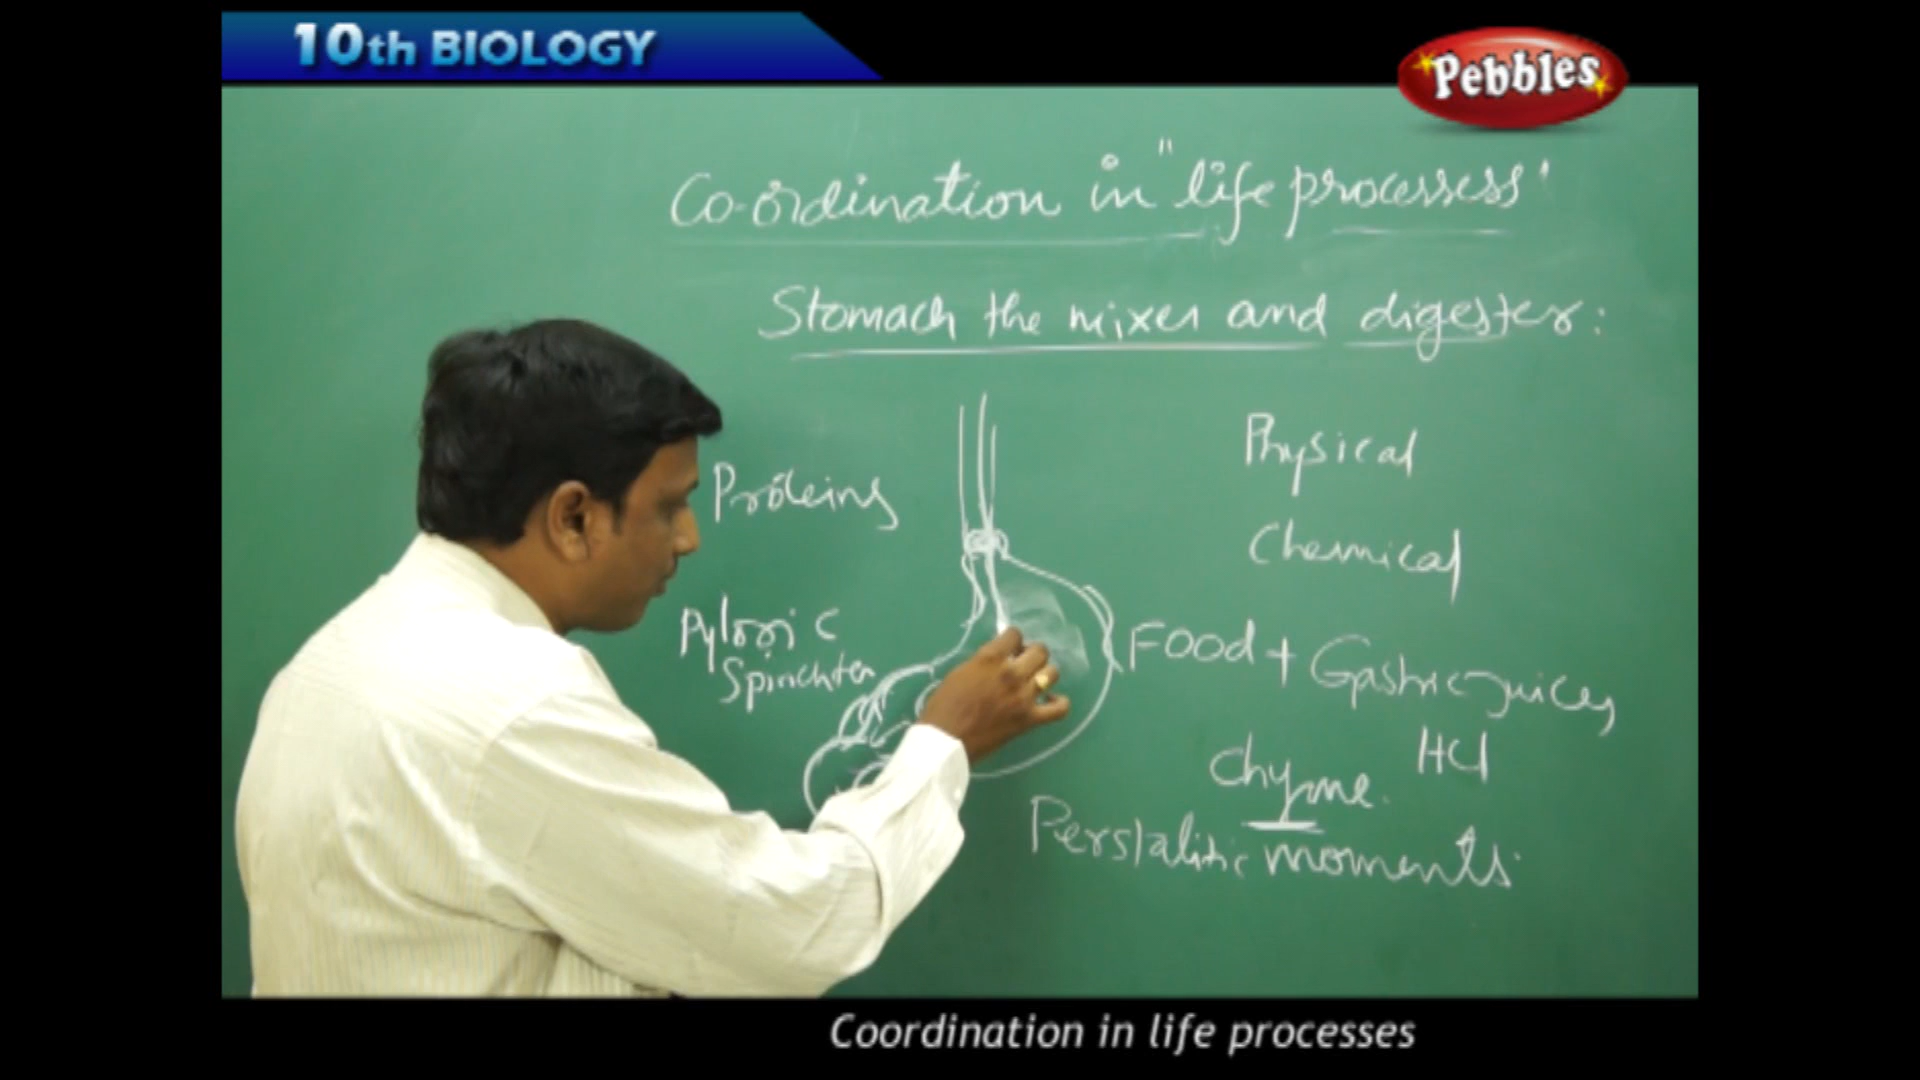 10th BIOLOGY
Pebbles
Co-ordination in "life processess'
Stomach the mixer and digester:
Proteins
Physical
Chemical
Pyloric
Spinchter
Food + Gastric Juices
HCl
Chyme.
Perstalitic moments.
Coordination in life processes